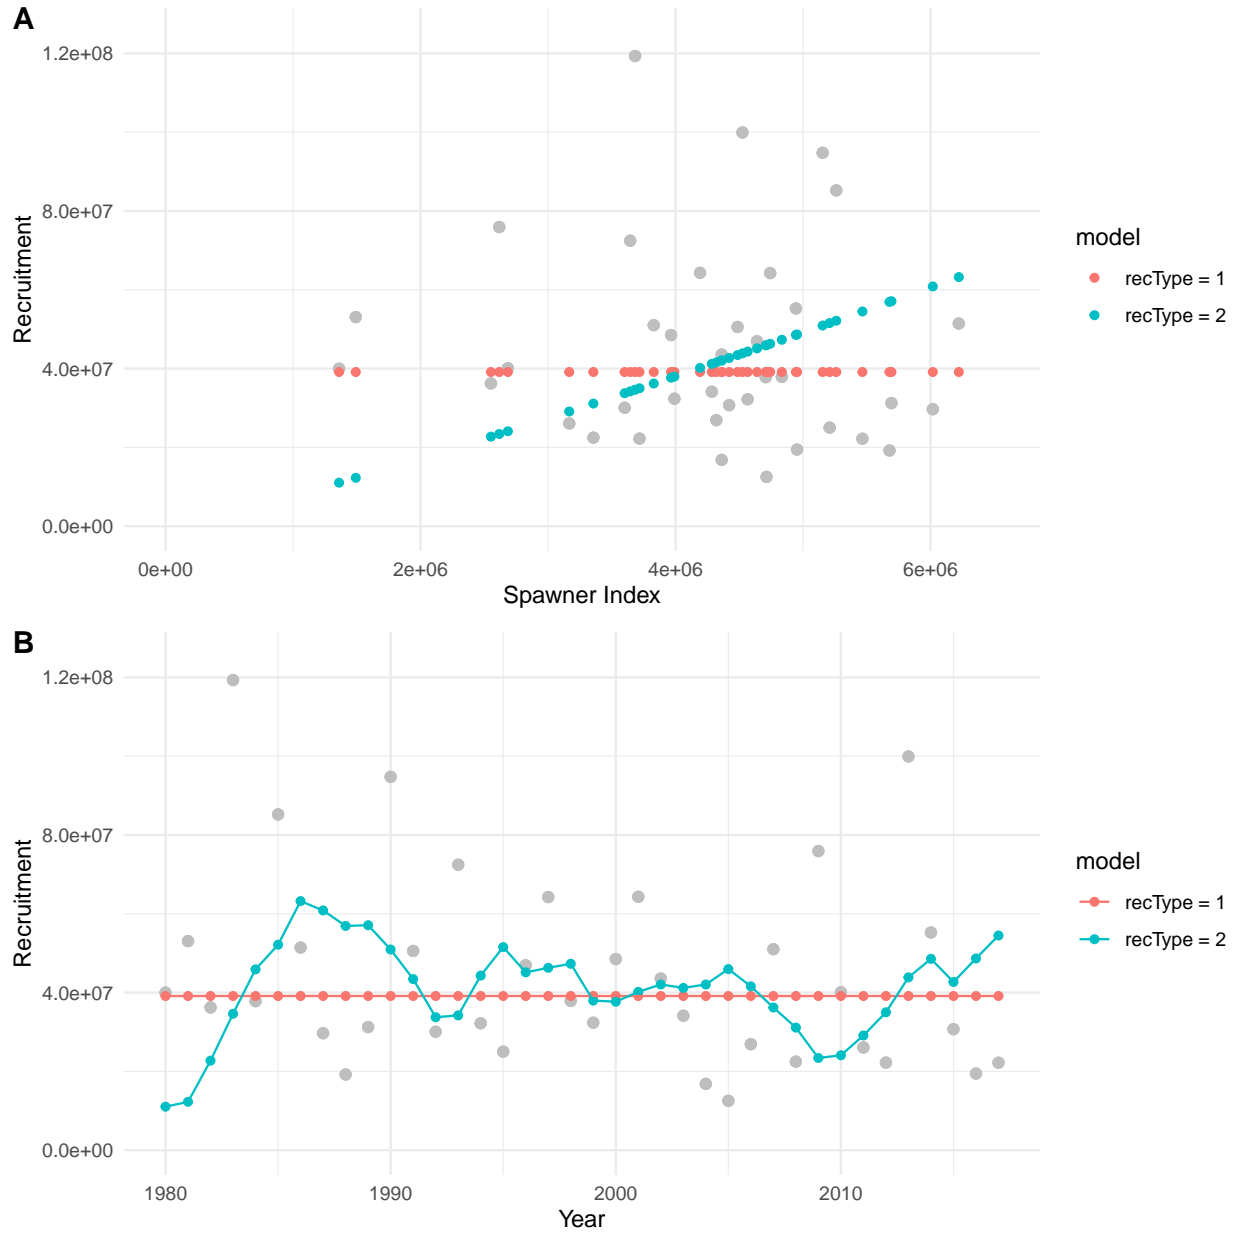 A
1.2e+08
8.0e+07
4.0e+07
0.0e+00
Recruitment
0e+00 2e+06 4e+06 6e+06
Spawner Index
model
recType = 1
recType = 2
B
1.2e+08
8.0e+07
4.0e+07
0.0e+00
Recruitment
1980 1990 2000 2010
Year
model
recType = 1
recType = 2